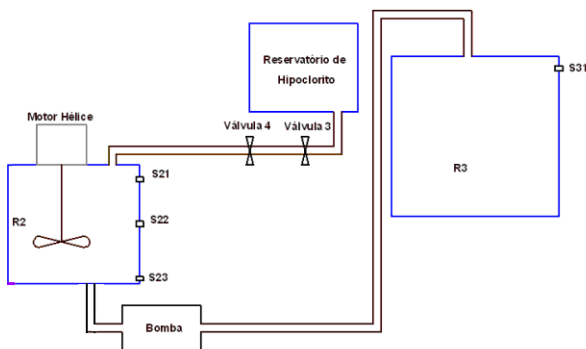 Reservatório de
Hipoclorito
S31
Motor Hélice
Válvula 4
Válvula 3
S21
R3
R2
S22
S23
Bomba